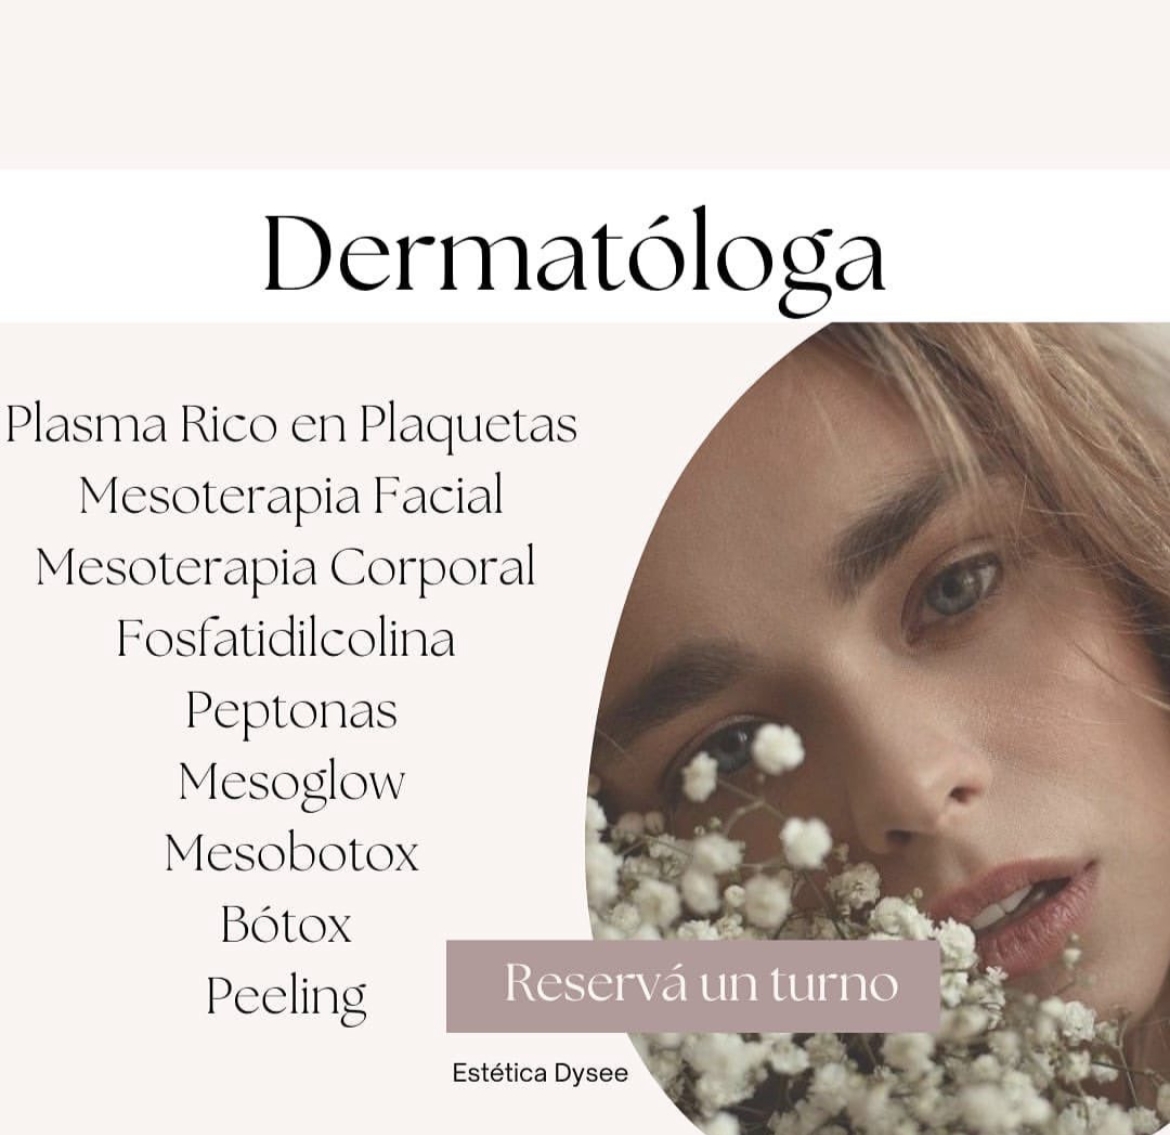 Dermatóloga
Plasma Rico en Plaquetas
Mesoterapia Facial
Mesoterapia Corporal
Fosfatidilcolina
Peptonas
Mesoglow
Mesobotox
Bótox
Peeling
Reservá un turno
Estética Dysee